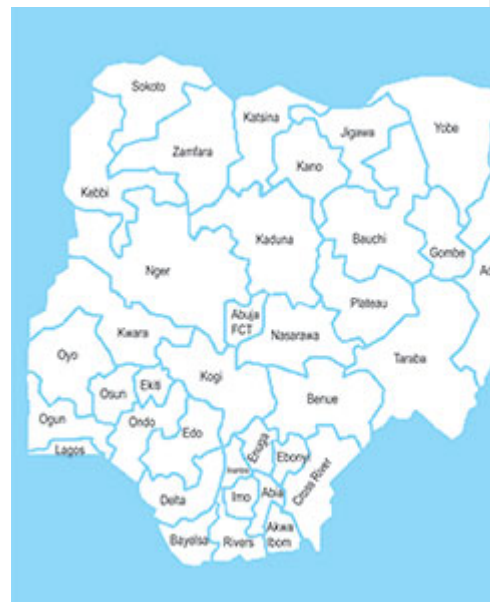 Sokoto
Katsina
Jigawa
Yobe
Zamfara
Kano
Kebbi
Kaduna
Bauchi
Gombe
Nger
Plateau
Abuja
FCT
Kwara
Nasarawa
Oyo
Taraba
Kogi
Osun
Ekiti
Benue
Ogun
Ondo
Edo
Lagos
Enugu
Ebonyi
Cross River
Delta
Imo
Abia
Bayelsa
Rivers
Akwa
Ibom